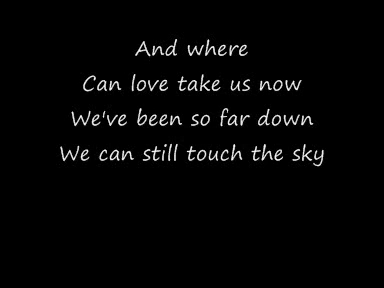 And where
Can love take us now
We've been so far down
We can still touch the sky